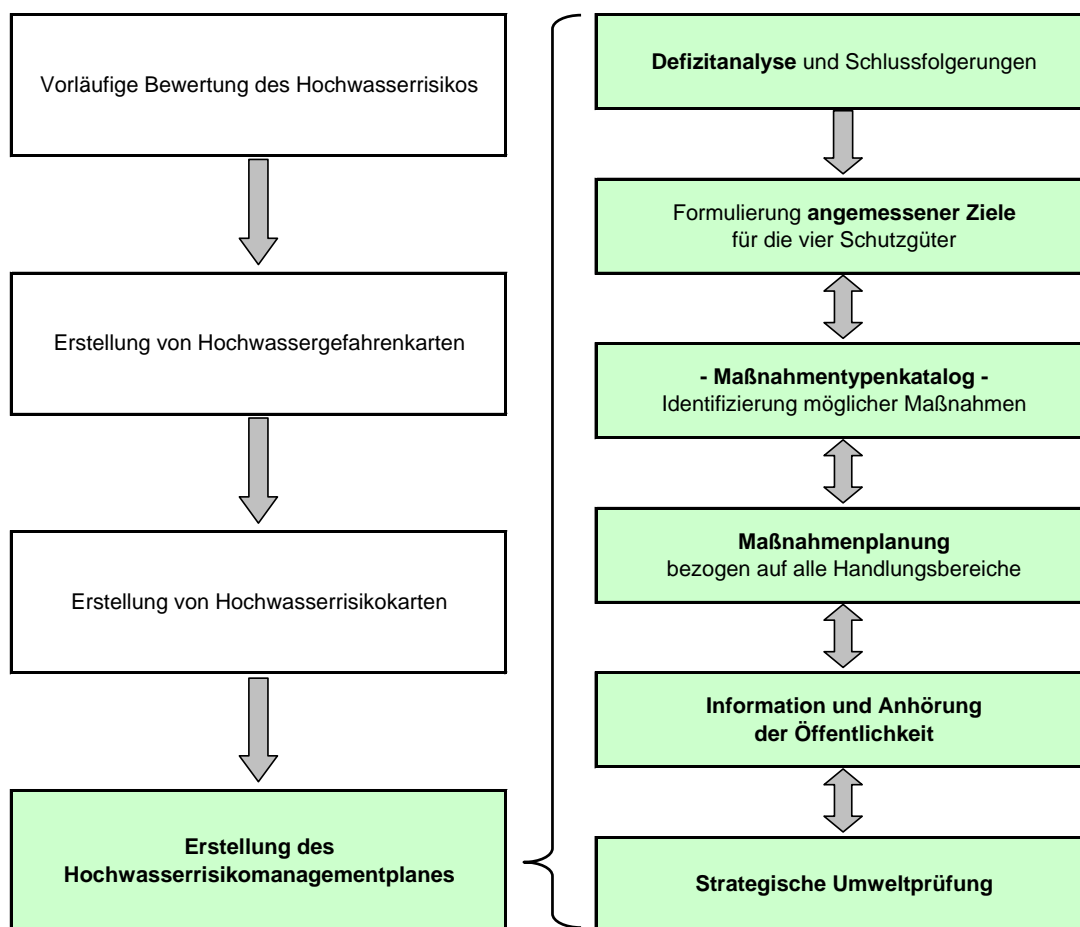 Vorläufige Bewertung des Hochwasserrisikos
Erstellung von Hochwassergefahrenkarten
Erstellung von Hochwasserrisikokarten
Erstellung des
Hochwasserrisikomanagementplanes
Defizitanalyse und Schlussfolgerungen
Formulierung angemessener Ziele
für die vier Schutzgüter
- Maßnahmentypenkatalog -
Identifizierung möglicher Maßnahmen
Maßnahmenplanung
bezogen auf alle Handlungsbereiche
Information und Anhörung
der Öffentlichkeit
Strategische Umweltprüfung